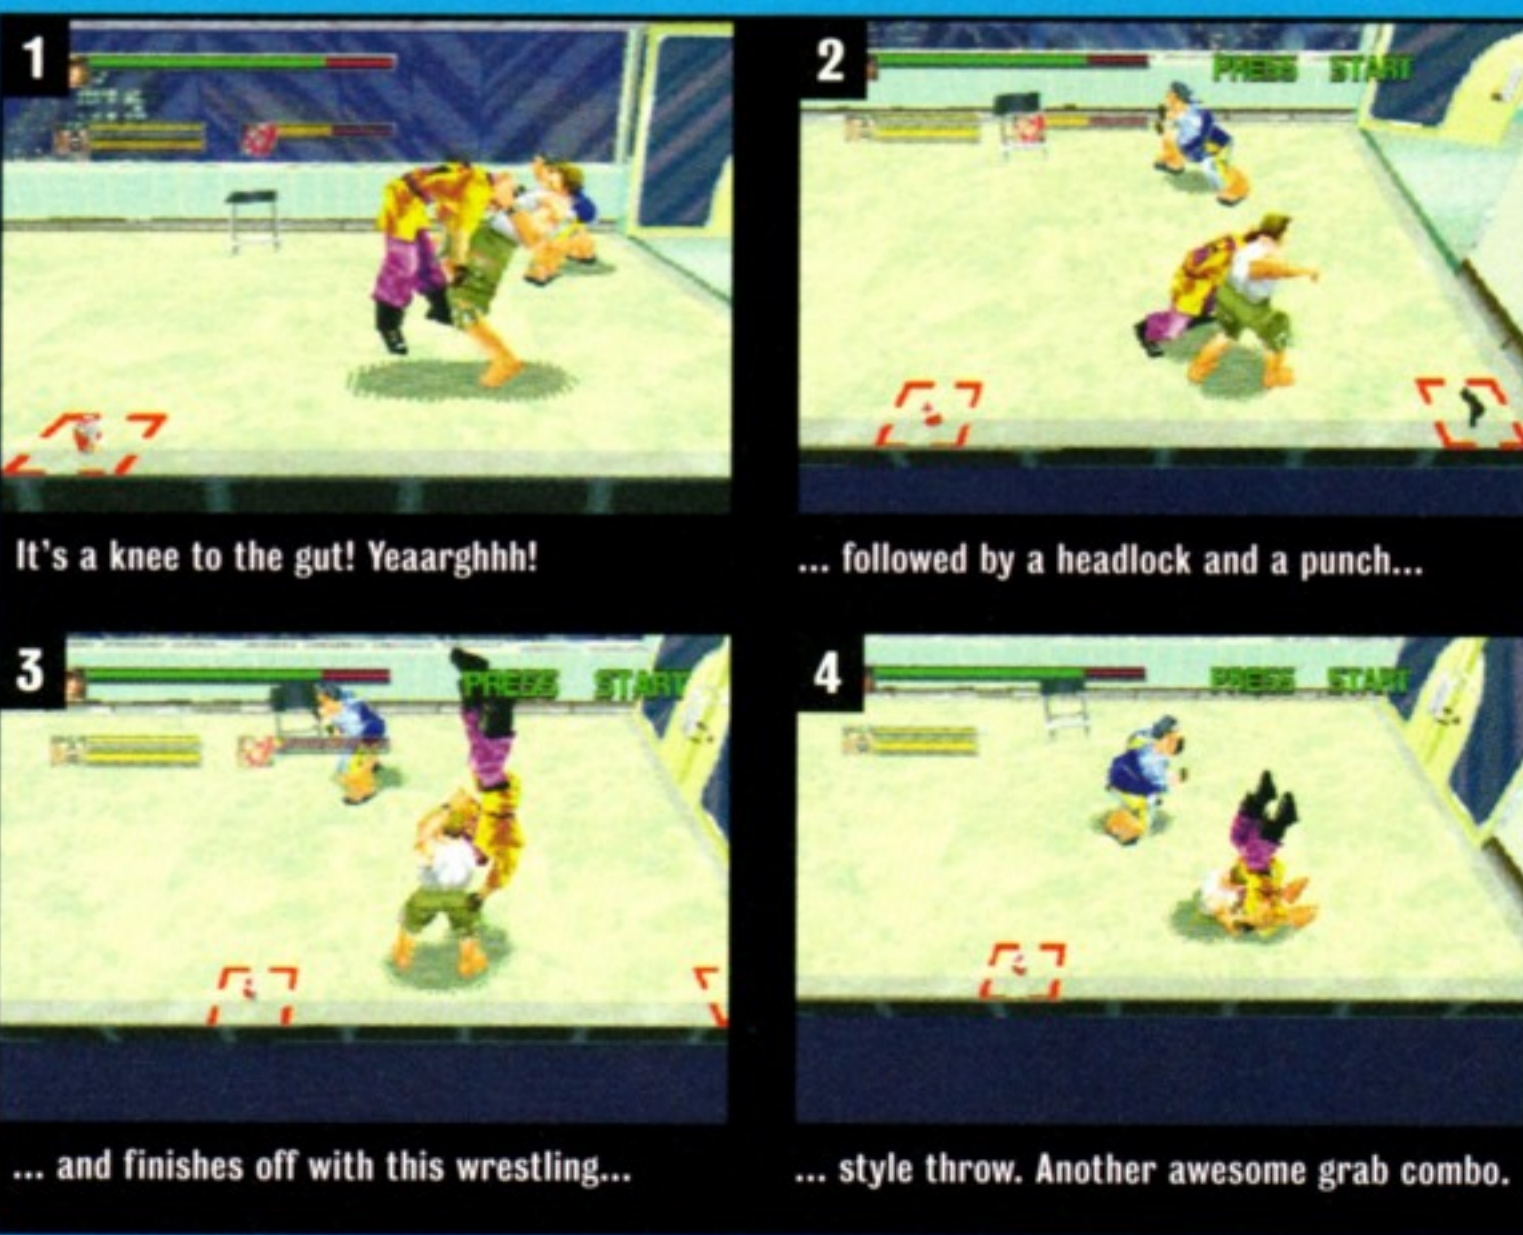 1
It's a knee to the gut! Yeaarghhh!
2
PRESS START
... followed by a headlock and a punch...
3
PRESS START
... and finishes off with this wrestling...
4
PRESS START
... style throw. Another awesome grab combo.